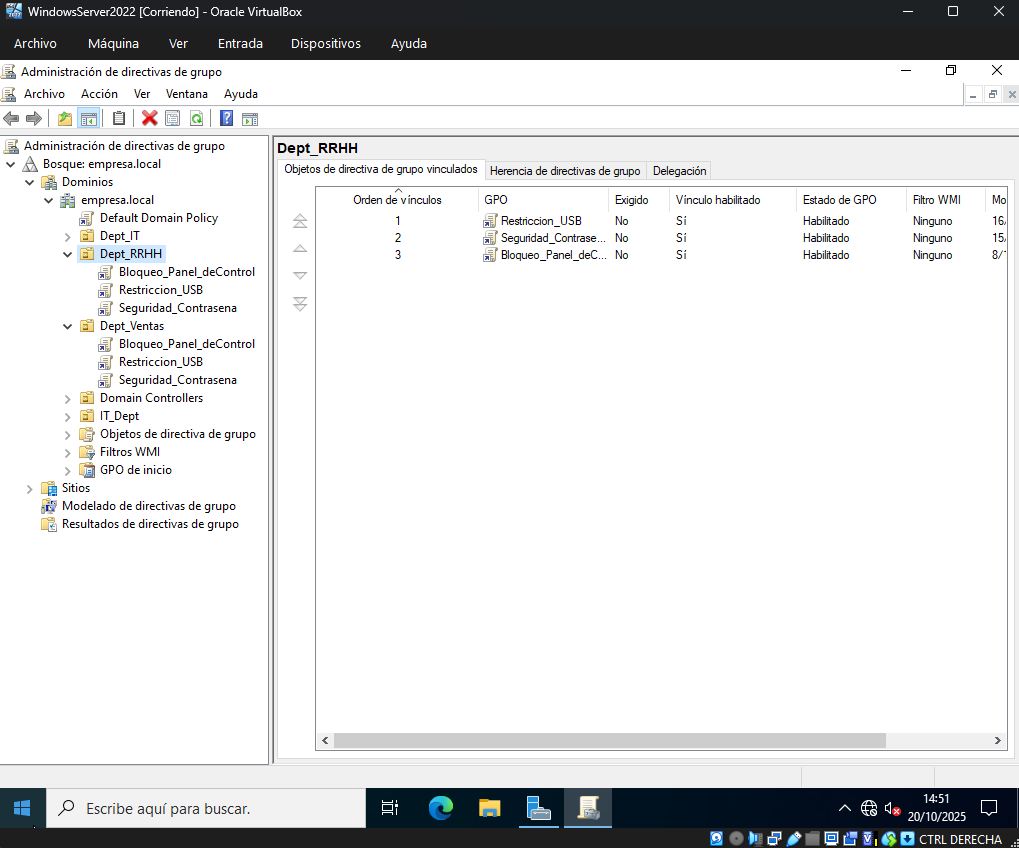 WindowsServer2022 [Corriendo] - Oracle VirtualBox
Archivo Máquina Ver Entrada Dispositivos Ayuda
Administración de directivas de grupo
Archivo Acción Ver Ventana Ayuda
Administración de directivas de grupo
Bosque: empresa.local
Dominios
empresa.local
Default Domain Policy
Dept_IT
Dept_RRHH
Bloqueo_Panel_deControl
Restriccion_USB
Seguridad_Contrasena
Dept_Ventas
Bloqueo_Panel_deControl
Restriccion_USB
Seguridad_Contrasena
Domain Controllers
IT_Dept
Objetos de directiva de grupo
Filtros WMI
GPO de inicio
Sitios
Modelado de directivas de grupo
Resultados de directivas de grupo
Dept_RRHH
Objetos de directiva de grupo vinculados Herencia de directivas de grupo Delegación
Orden de vínculos GPO Exigido Vínculo habilitado Estado de GPO Filtro WMI Mo
1 Restriccion_USB No Sí Habilitado Ninguno 16/
2 Seguridad_Contrase... No Sí Habilitado Ninguno 15/
3 Bloqueo_Panel_deC... No Sí Habilitado Ninguno 8/
Escribe aquí para buscar.
14:51
20/10/2025
CTRL DERECHA